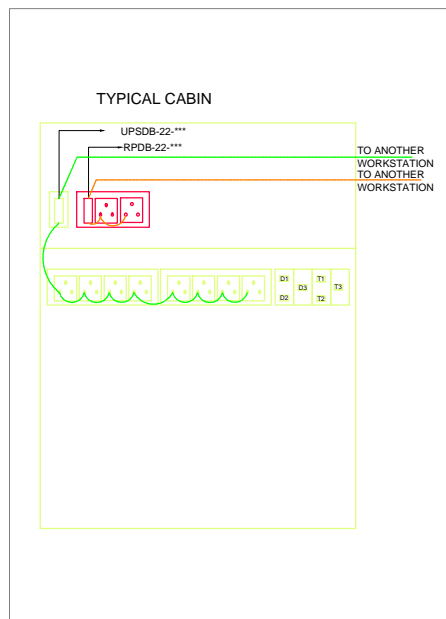 TYPICAL CABIN
UPSDB-22-***
RPDB-22-***
TO ANOTHER
WORKSTATION
TO ANOTHER
WORKSTATION
D1
D2
D3
T1
T2
T3